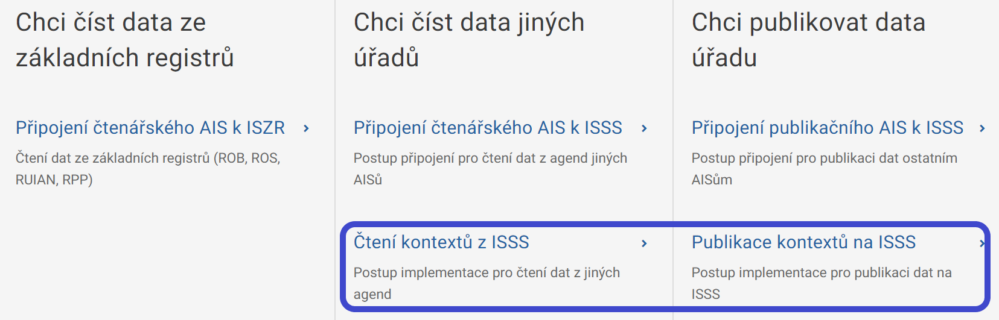 Chci číst data ze
základních registrů
Připojení čtenářského AIS k ISZR
Čtení dat ze základních registrů (ROB, ROS,
RUIAN, RPP)
Chci číst data jiných
úřadů
Připojení čtenářského AIS k ISSS
Postup připojení pro čtení dat z agend jiných
AISů
Čtení kontextů z ISSS
Postup implementace pro čtení dat z jiných
agend
Chci publikovat data
úřadu
Připojení publikačního AIS k ISSS
Postup připojení pro publikaci dat ostatním
AISům
Publikace kontextů na ISSS
Postup implementace pro publikaci dat na
ISSS